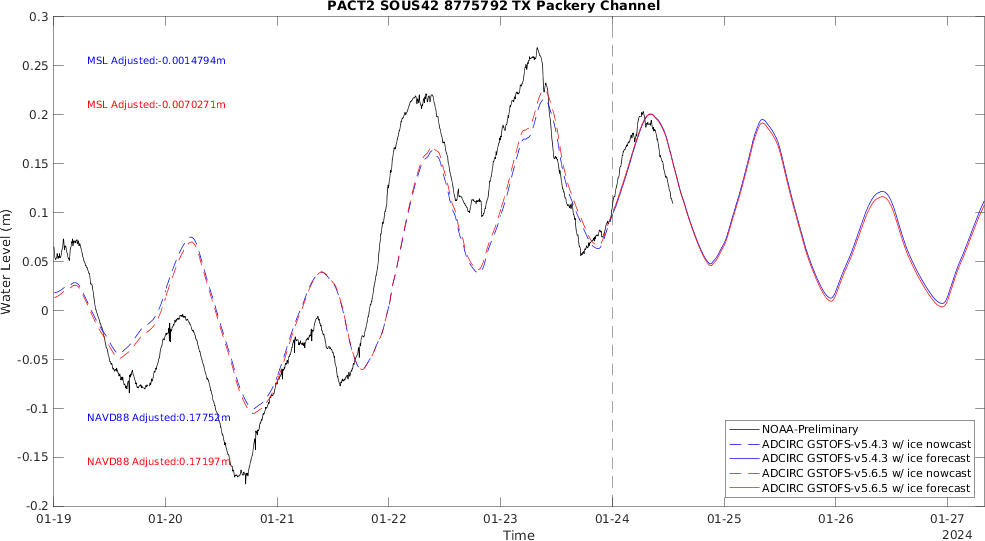 PACT2 SOUS42 8775792 TX Packery Channel
0.3
0.25
0.2
0.15
0.1
0.05
0
-0.05
-0.1
-0.15
-0.2
Water Level (m)
MSL Adjusted:-0.0014794m
MSL Adjusted:-0.0070271m
NAVD88 Adjusted:0.17752m
NAVD88 Adjusted:0.17197m
NOAA-Preliminary
ADCIRC GSTOFS-v5.4.3 w/ ice nowcast
ADCIRC GSTOFS-v5.4.3 w/ ice forecast
ADCIRC GSTOFS-v5.6.5 w/ ice nowcast
ADCIRC GSTOFS-v5.6.5 w/ ice forecast
01-19 01-20 01-21 01-22 01-23 01-24 01-25 01-26 01-27
Time
2024